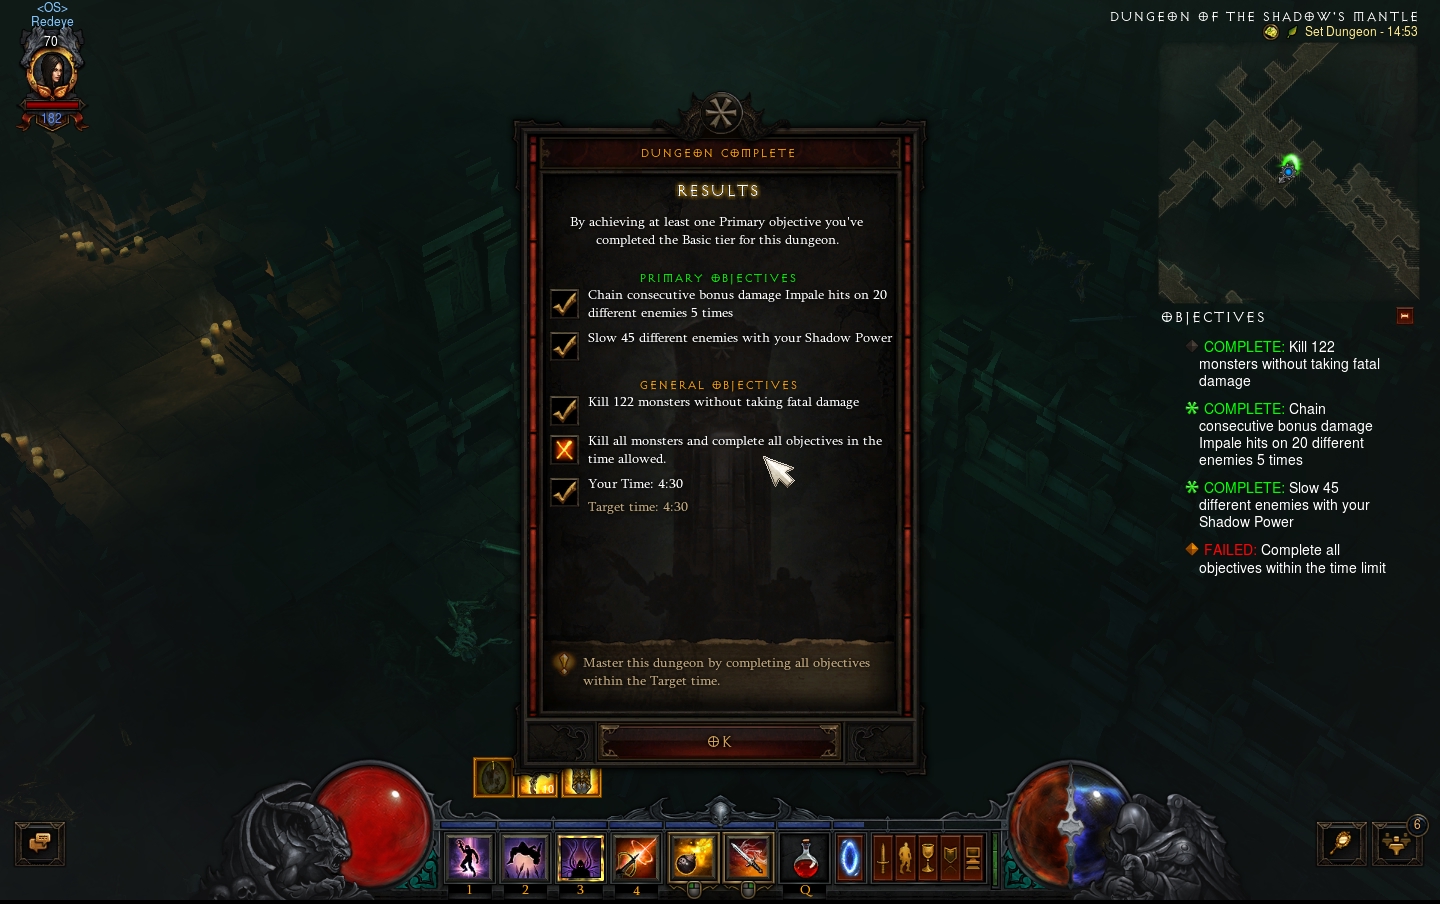 <OS>
Redeye
70
182
DUNGEON OF THE SHADOW'S MANTLE
Set Dungeon - 14:53
DUNGEON COMPLETE
RESULTS
By achieving at least one Primary objective you've
completed the Basic tier for this dungeon.
PRIMARY OBJECTIVES
Chain consecutive bonus damage Impale hits on 20
different enemies 5 times
Slow 45 different enemies with your Shadow Power
GENERAL OBJECTIVES
Kill 122 monsters without taking fatal damage
Kill all monsters and complete all objectives in the
time allowed.
Your Time: 4:30
Target time: 4:30
Master this dungeon by completing all objectives
within the Target time.
OK
OBJECTIVES
COMPLETE: Kill 122
monsters without taking fatal
damage
COMPLETE: Chain
consecutive bonus damage
Impale hits on 20 different
enemies 5 times
COMPLETE: Slow 45
different enemies with your
Shadow Power
FAILED: Complete all
objectives within the time limit
10
1 2 3 4 Q
6